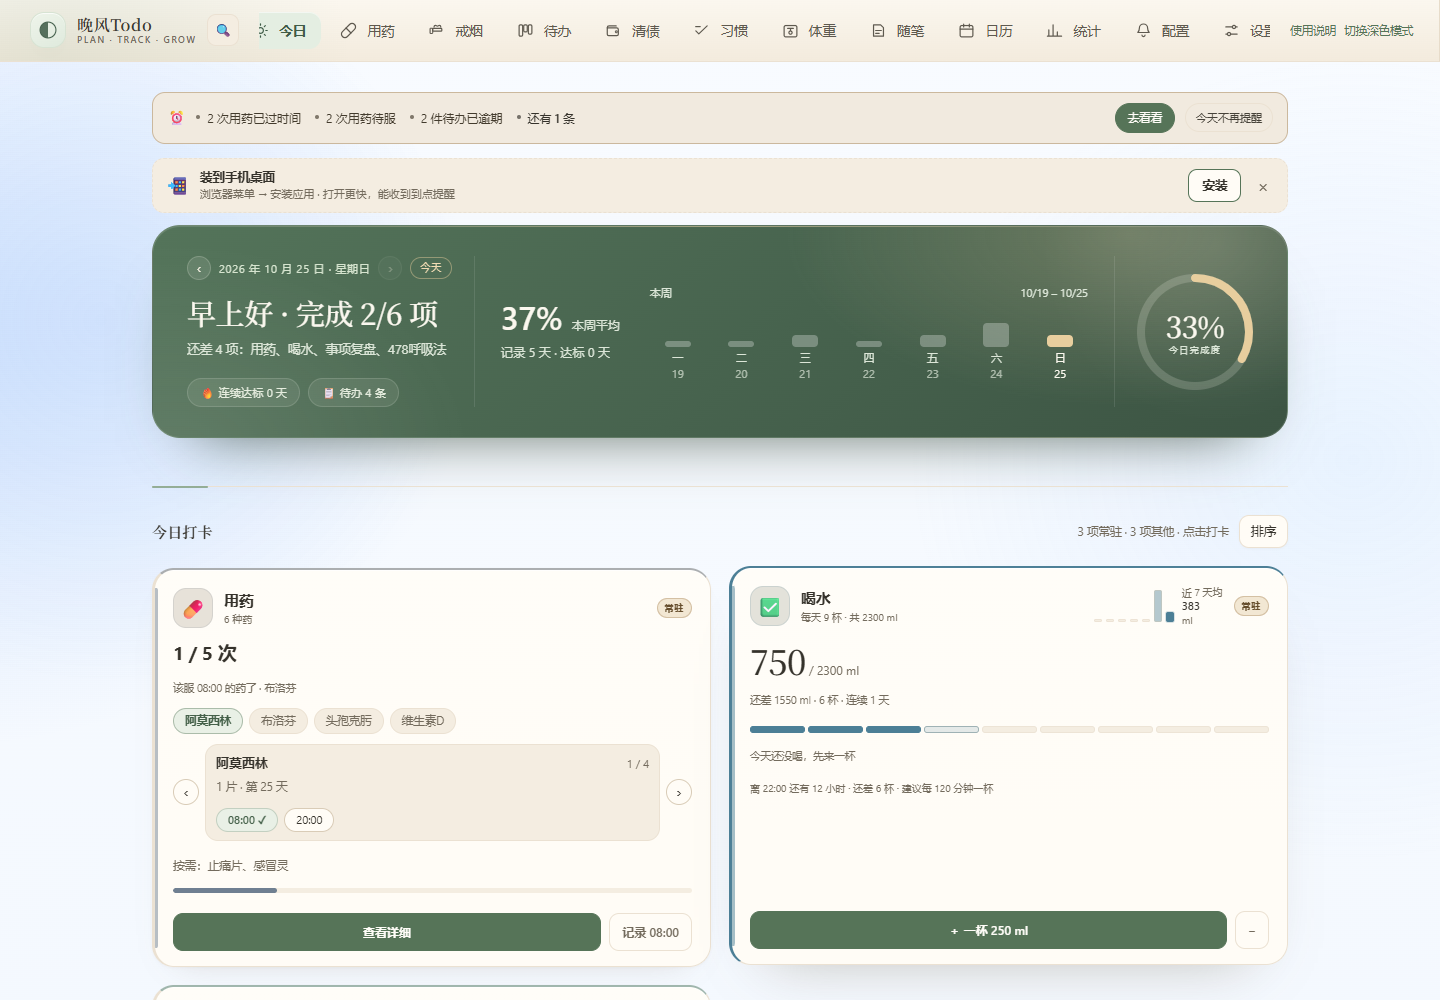 晚风Todo
PLAN · TRACK · GROW
今日
用药
戒烟
待办
清债
习惯
体重
随笔
日历
统计
配置
设置
使用说明
切换深色模式
• 2 次用药已过时间 • 2 次用药待服 • 2 件待办已逾期 • 还有 1 条
去看看
今天不再提醒
装到手机桌面
浏览器菜单 → 安装应用 · 打开更快，能收到到点提醒
安装
×
‹ 2026 年 10 月 25 日 · 星期日 › 今天
早上好 · 完成 2/6 项
还差 4 项：用药、喝水、事项复盘、478呼吸法
连续达标 0 天
待办 4 条
37% 本周平均
记录 5 天 · 达标 0 天
本周
10/19 – 10/25
一 二 三 四 五 六 日
19 20 21 22 23 24 25
33%
今日完成度
今日打卡
3 项常驻 · 3 项其他 · 点击打卡
排序
用药
6 种药
常驻
1 / 5 次
该服 08:00 的药了 · 布洛芬
阿莫西林 布洛芬 头孢克肟 维生素D
阿莫西林
1 / 4
1 片 · 第 25 天
08:00 ✓ 20:00
‹
›
按需：止痛片、感冒灵
查看详细
记录 08:00
喝水
每天 9 杯 · 共 2300 ml
近 7 天均
383
ml
常驻
750 / 2300 ml
还差 1550 ml · 6 杯 · 连续 1 天
今天还没喝，先来一杯
离 22:00 还有 12 小时 · 还差 6 杯 · 建议每 120 分钟一杯
+ 一杯 250 ml
−